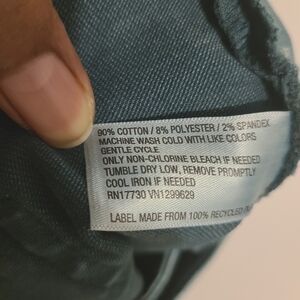 90% COTTON / 8% POLYESTER / 2% SPANDEX
MACHINE WASH COLD WITH LIKE COLORS
GENTLE CYCLE
ONLY NON-CHLORINE BLEACH IF NEEDED
TUMBLE DRY LOW, REMOVE PROMPTLY
COOL IRON IF NEEDED
RN17730 VN1299629
LABEL MADE FROM 100% RECYCLED